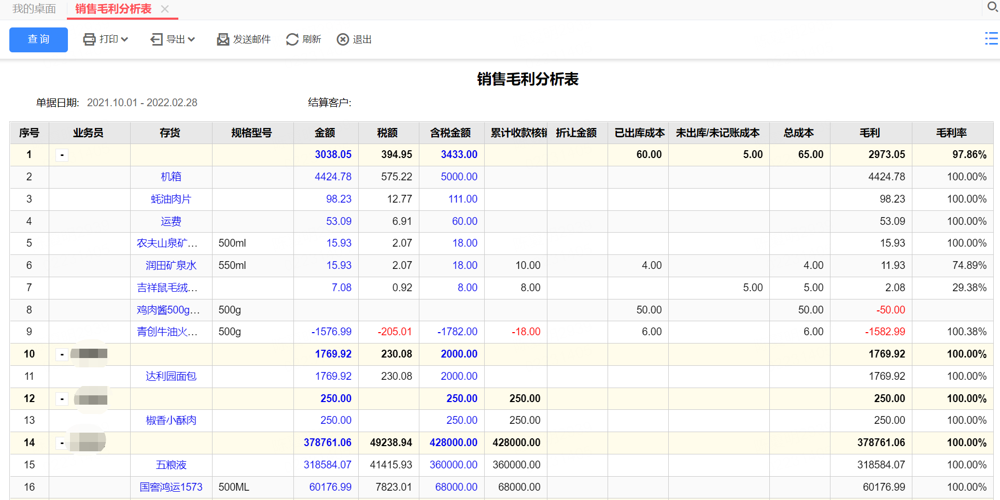 我的桌面 销售毛利分析表
查询 打印 导出 发送邮件 刷新 退出
销售毛利分析表
单据日期: 2021.10.01 - 2022.02.28 结算客户:
序号 业务员 存货 规格型号 金额 税额 含税金额 累计收款核销 折让金额 已出库成本 未出库/未记账成本 总成本 毛利 毛利率
1 - 3038.05 394.95 3433.00 60.00 5.00 65.00 2973.05 97.86%
2 机箱 4424.78 575.22 5000.00 4424.78 100.00%
3 蚝油肉片 98.23 12.77 111.00 98.23 100.00%
4 运费 53.09 6.91 60.00 53.09 100.00%
5 农夫山泉矿... 500ml 15.93 2.07 18.00 15.93 100.00%
6 润田矿泉水 550ml 15.93 2.07 18.00 10.00 4.00 4.00 11.93 74.89%
7 吉祥鼠毛绒... 7.08 0.92 8.00 8.00 5.00 5.00 2.08 29.38%
8 鸡肉酱500g... 500g 50.00 50.00 -50.00
9 青创牛油火... 500g -1576.99 -205.01 -1782.00 -18.00 6.00 6.00 -1582.99 100.38%
10 - 1769.92 230.08 2000.00 1769.92 100.00%
11 达利园面包 1769.92 230.08 2000.00 1769.92 100.00%
12 - 250.00 250.00 250.00 250.00 100.00%
13 椒香小酥肉 250.00 250.00 250.00 250.00 100.00%
14 - 378761.06 49238.94 428000.00 428000.00 378761.06 100.00%
15 五粮液 318584.07 41415.93 360000.00 360000.00 318584.07 100.00%
16 国窖鸿运1573 500ML 60176.99 7823.01 68000.00 68000.00 60176.99 100.00%